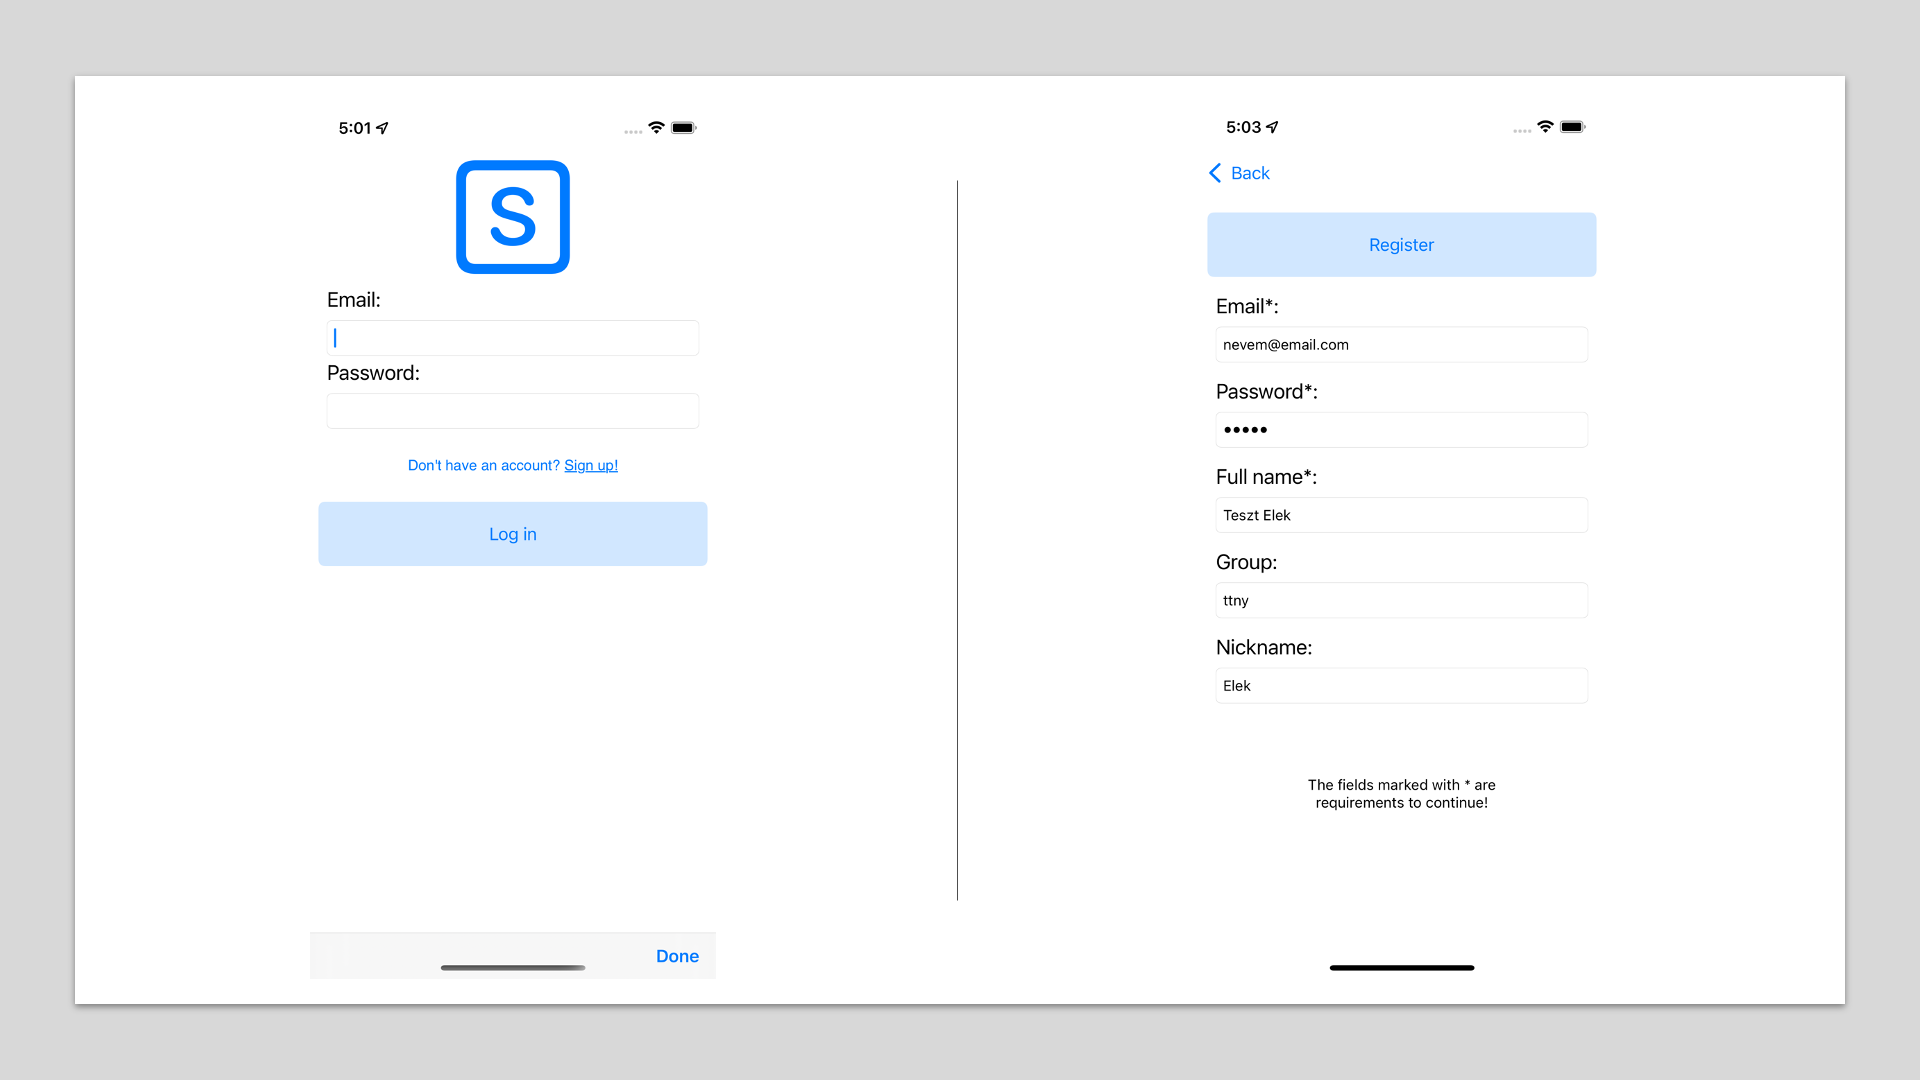 5:01
S
Email:
Password:
Don't have an account? Sign up!
Log in
Done
5:03
Back
Register
Email*:
nevem@email.com
Password*:
•••••
Full name*:
Teszt Elek
Group:
ttny
Nickname:
Elek
The fields marked with * are
requirements to continue!